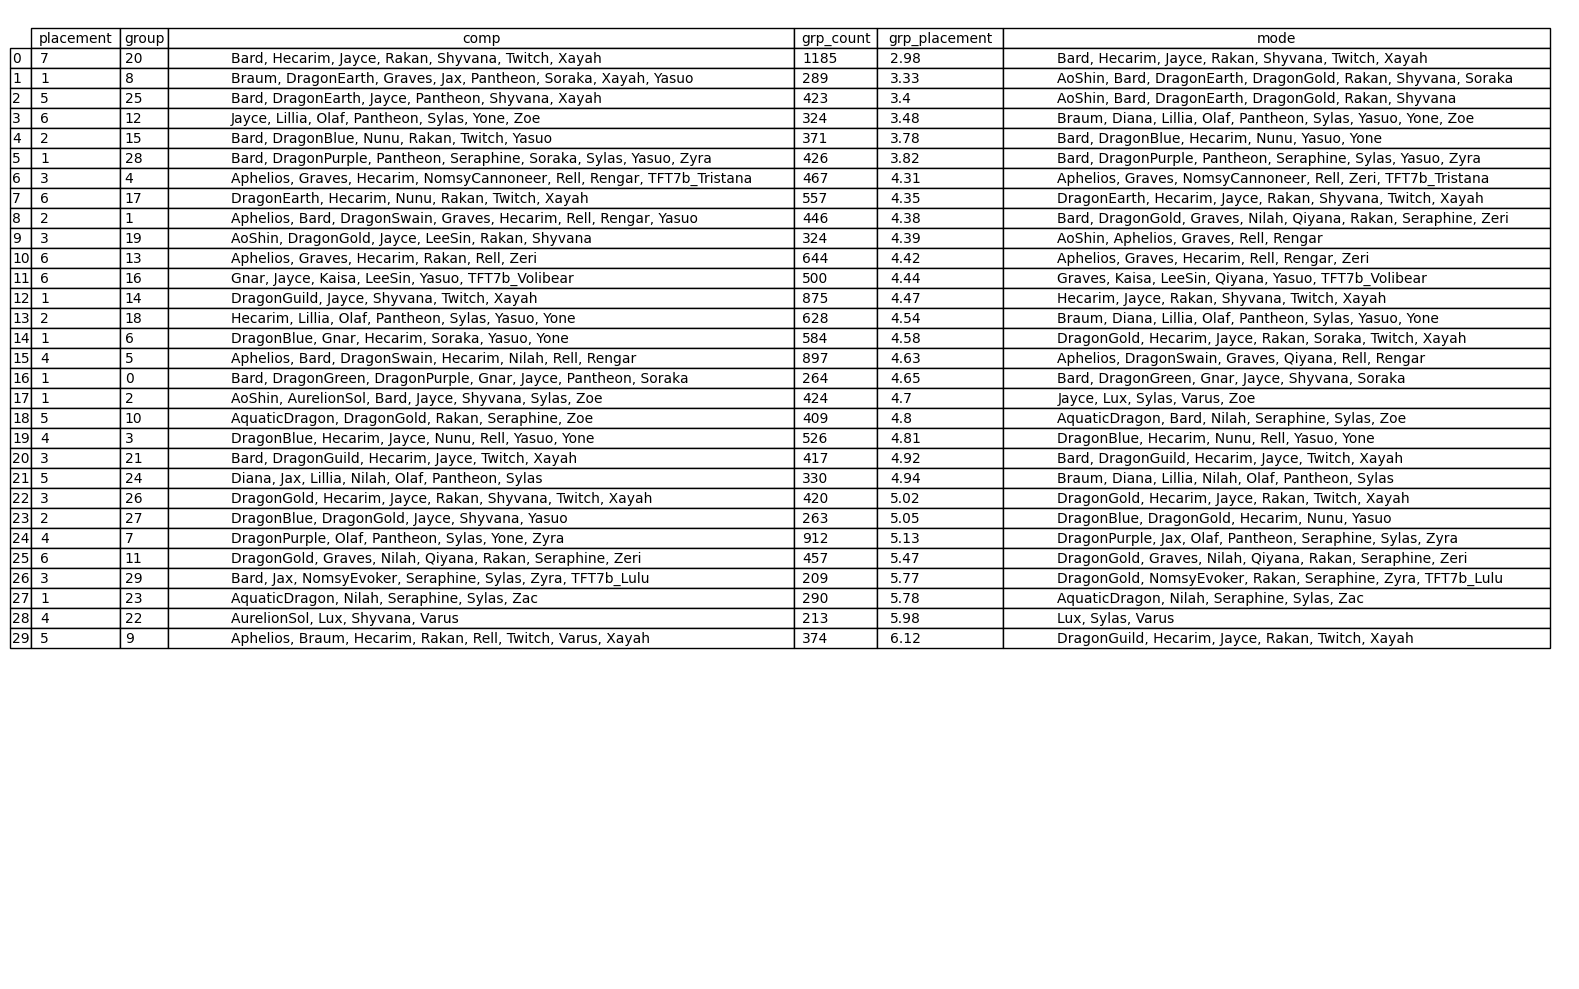 placement group comp grp_count grp_placement mode
0 7 20 Bard, Hecarim, Jayce, Rakan, Shyvana, Twitch, Xayah 1185 2.98 Bard, Hecarim, Jayce, Rakan, Shyvana, Twitch, Xayah
1 1 8 Braum, DragonEarth, Graves, Jax, Pantheon, Soraka, Xayah, Yasuo 289 3.33 AoShin, Bard, DragonEarth, DragonGold, Rakan, Shyvana, Soraka
2 5 25 Bard, DragonEarth, Jayce, Pantheon, Shyvana, Xayah 423 3.4 AoShin, Bard, DragonEarth, DragonGold, Rakan, Shyvana
3 6 12 Jayce, Lillia, Olaf, Pantheon, Sylas, Yone, Zoe 324 3.48 Braum, Diana, Lillia, Olaf, Pantheon, Sylas, Yasuo, Yone, Zoe
4 2 15 Bard, DragonBlue, Nunu, Rakan, Twitch, Yasuo 371 3.78 Bard, DragonBlue, Hecarim, Nunu, Yasuo, Yone
5 1 28 Bard, DragonPurple, Pantheon, Seraphine, Soraka, Sylas, Yasuo, Zyra 426 3.82 Bard, DragonPurple, Pantheon, Seraphine, Sylas, Yasuo, Zyra
6 3 4 Aphelios, Graves, Hecarim, NomsyCannoneer, Rell, Rengar, TFT7b_Tristana 467 4.31 Aphelios, Graves, NomsyCannoneer, Rell, Zeri, TFT7b_Tristana
7 6 17 DragonEarth, Hecarim, Nunu, Rakan, Twitch, Xayah 557 4.35 DragonEarth, Hecarim, Jayce, Rakan, Shyvana, Twitch, Xayah
8 2 1 Aphelios, Bard, DragonSwain, Graves, Hecarim, Rell, Rengar, Yasuo 446 4.38 Bard, DragonGold, Graves, Nilah, Qiyana, Rakan, Seraphine, Zeri
9 3 19 AoShin, DragonGold, Jayce, LeeSin, Rakan, Shyvana 324 4.39 AoShin, Aphelios, Graves, Rell, Rengar
10 6 13 Aphelios, Graves, Hecarim, Rakan, Rell, Zeri 644 4.42 Aphelios, Graves, Hecarim, Rell, Rengar, Zeri
11 6 16 Gnar, Jayce, Kaisa, LeeSin, Yasuo, TFT7b_Volibear 500 4.44 Graves, Kaisa, LeeSin, Qiyana, Yasuo, TFT7b_Volibear
12 1 14 DragonGuild, Jayce, Shyvana, Twitch, Xayah 875 4.47 Hecarim, Jayce, Rakan, Shyvana, Twitch, Xayah
13 2 18 Hecarim, Lillia, Olaf, Pantheon, Sylas, Yasuo, Yone 628 4.54 Braum, Diana, Lillia, Olaf, Pantheon, Sylas, Yasuo, Yone
14 1 6 DragonBlue, Gnar, Hecarim, Soraka, Yasuo, Yone 584 4.58 DragonGold, Hecarim, Jayce, Rakan, Soraka, Twitch, Xayah
15 4 5 Aphelios, Bard, DragonSwain, Hecarim, Nilah, Rell, Rengar 897 4.63 Aphelios, DragonSwain, Graves, Qiyana, Rell, Rengar
16 1 0 Bard, DragonGreen, DragonPurple, Gnar, Jayce, Pantheon, Soraka 264 4.65 Bard, DragonGreen, Gnar, Jayce, Shyvana, Soraka
17 1 2 AoShin, AurelionSol, Bard, Jayce, Shyvana, Sylas, Zoe 424 4.7 Jayce, Lux, Sylas, Varus, Zoe
18 5 10 AquaticDragon, DragonGold, Rakan, Seraphine, Zoe 409 4.8 AquaticDragon, Bard, Nilah, Seraphine, Sylas, Zoe
19 4 3 DragonBlue, Hecarim, Jayce, Nunu, Rell, Yasuo, Yone 526 4.81 DragonBlue, Hecarim, Nunu, Rell, Yasuo, Yone
20 3 21 Bard, DragonGuild, Hecarim, Jayce, Twitch, Xayah 417 4.92 Bard, DragonGuild, Hecarim, Jayce, Twitch, Xayah
21 5 24 Diana, Jax, Lillia, Nilah, Olaf, Pantheon, Sylas 330 4.94 Braum, Diana, Lillia, Nilah, Olaf, Pantheon, Sylas
22 3 26 DragonGold, Hecarim, Jayce, Rakan, Shyvana, Twitch, Xayah 420 5.02 DragonGold, Hecarim, Jayce, Rakan, Twitch, Xayah
23 2 27 DragonBlue, DragonGold, Jayce, Shyvana, Yasuo 263 5.05 DragonBlue, DragonGold, Hecarim, Nunu, Yasuo
24 4 7 DragonPurple, Olaf, Pantheon, Sylas, Yone, Zyra 912 5.13 DragonPurple, Jax, Olaf, Pantheon, Seraphine, Sylas, Zyra
25 6 11 DragonGold, Graves, Nilah, Qiyana, Rakan, Seraphine, Zeri 457 5.47 DragonGold, Graves, Nilah, Qiyana, Rakan, Seraphine, Zeri
26 3 29 Bard, Jax, NomsyEvoker, Seraphine, Sylas, Zyra, TFT7b_Lulu 209 5.77 DragonGold, NomsyEvoker, Rakan, Seraphine, Zyra, TFT7b_Lulu
27 1 23 AquaticDragon, Nilah, Seraphine, Sylas, Zac 290 5.78 AquaticDragon, Nilah, Seraphine, Sylas, Zac
28 4 22 AurelionSol, Lux, Shyvana, Varus 213 5.98 Lux, Sylas, Varus
29 5 9 Aphelios, Braum, Hecarim, Rakan, Rell, Twitch, Varus, Xayah 374 6.12 DragonGuild, Hecarim, Jayce, Rakan, Twitch, Xayah